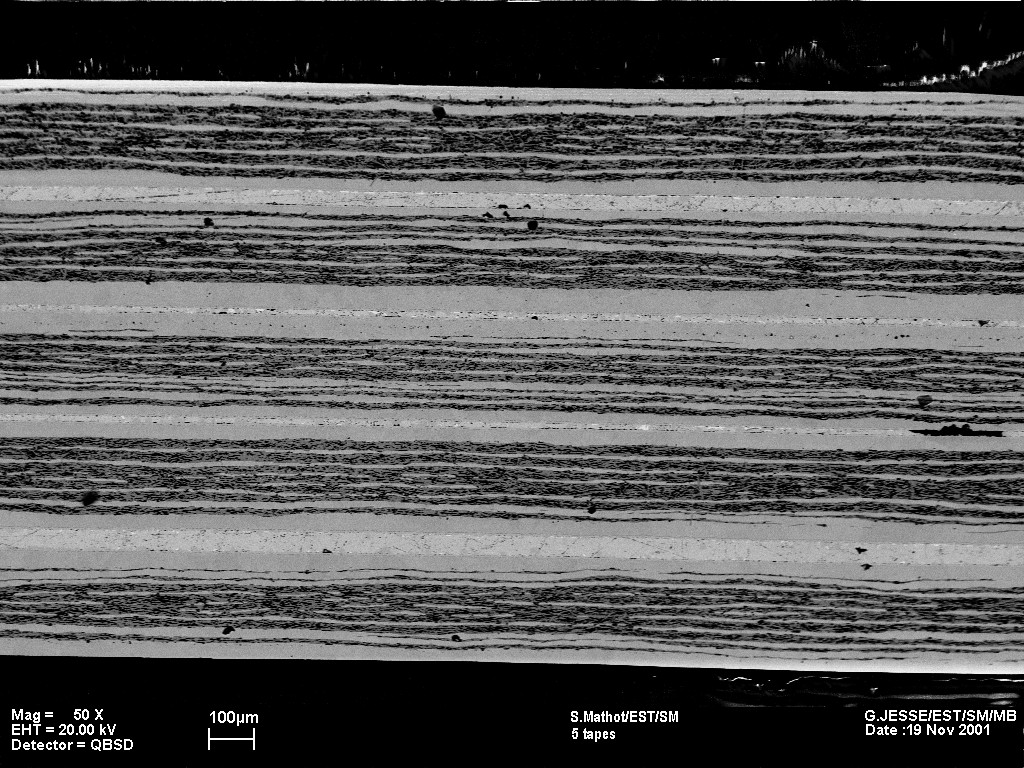 Mag = 50 X
EHT = 20.00 kV
Detector = QBSD
100µm
S.Mathot/EST/SM
5 tapes
G.JESSE/EST/SM/MB
Date :19 Nov 2001